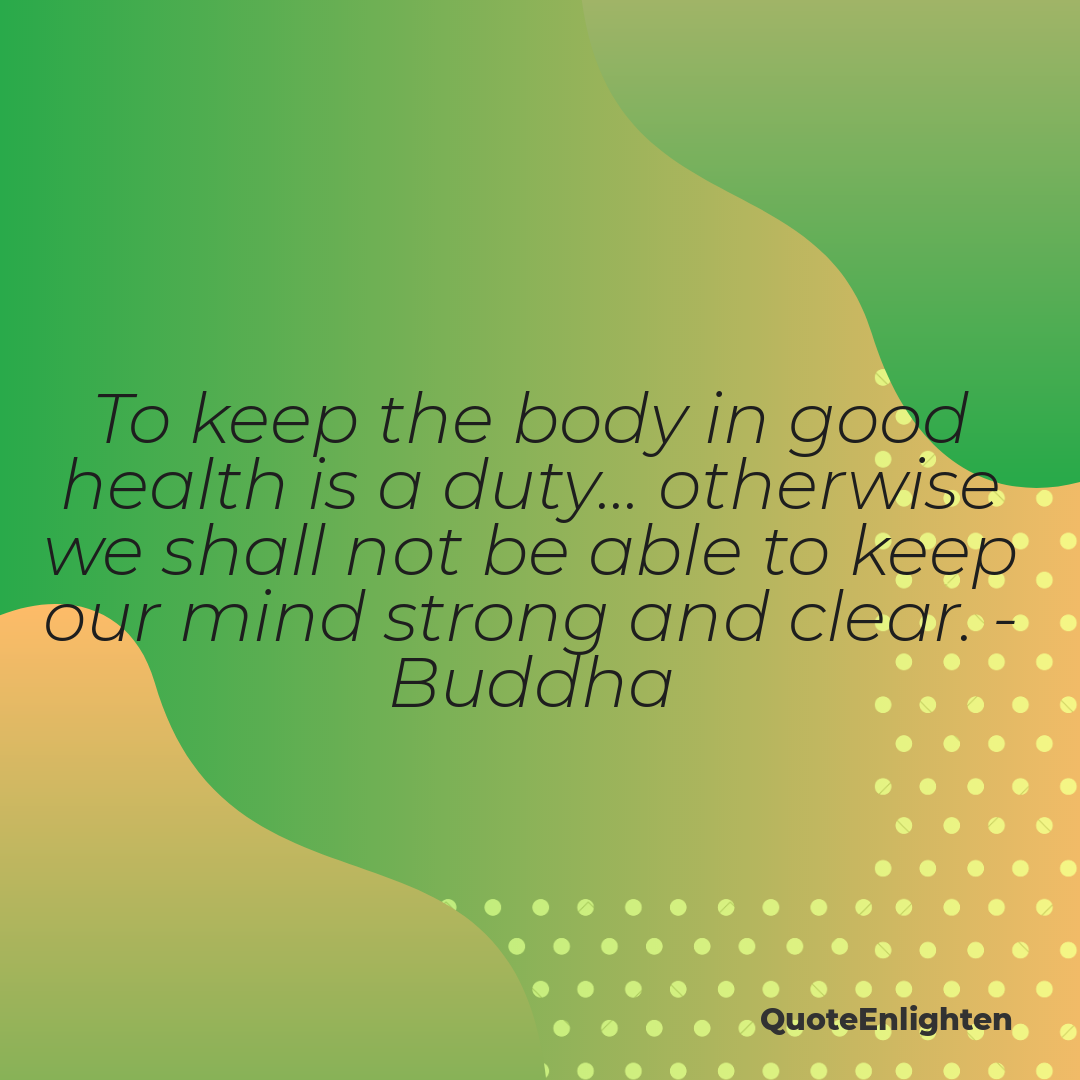 To keep the body in good
health is a duty... otherwise
we shall not be able to keep
our mind strong and clear. -
Buddha
QuoteEnlighten